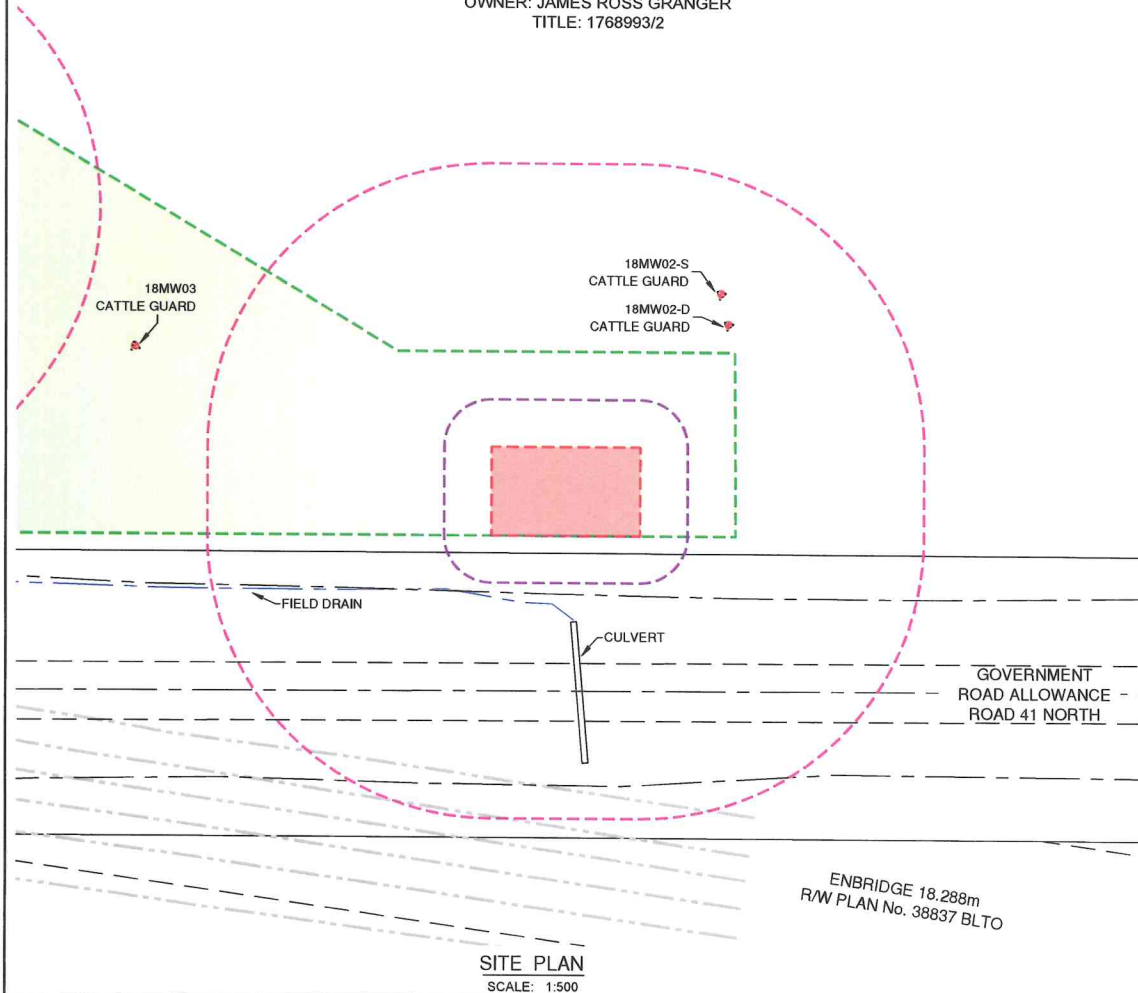 OWNER: JAMES ROSS GRANGER
TITLE: 1768993/2
18MW02-S
CATTLE GUARD
18MW03
CATTLE GUARD
18MW02-D
CATTLE GUARD
FIELD DRAIN
CULVERT
GOVERNMENT
ROAD ALLOWANCE
ROAD 41 NORTH
ENBRIDGE 18.288m
R/W PLAN No. 38837 BLTO
SITE PLAN
SCALE: 1:500